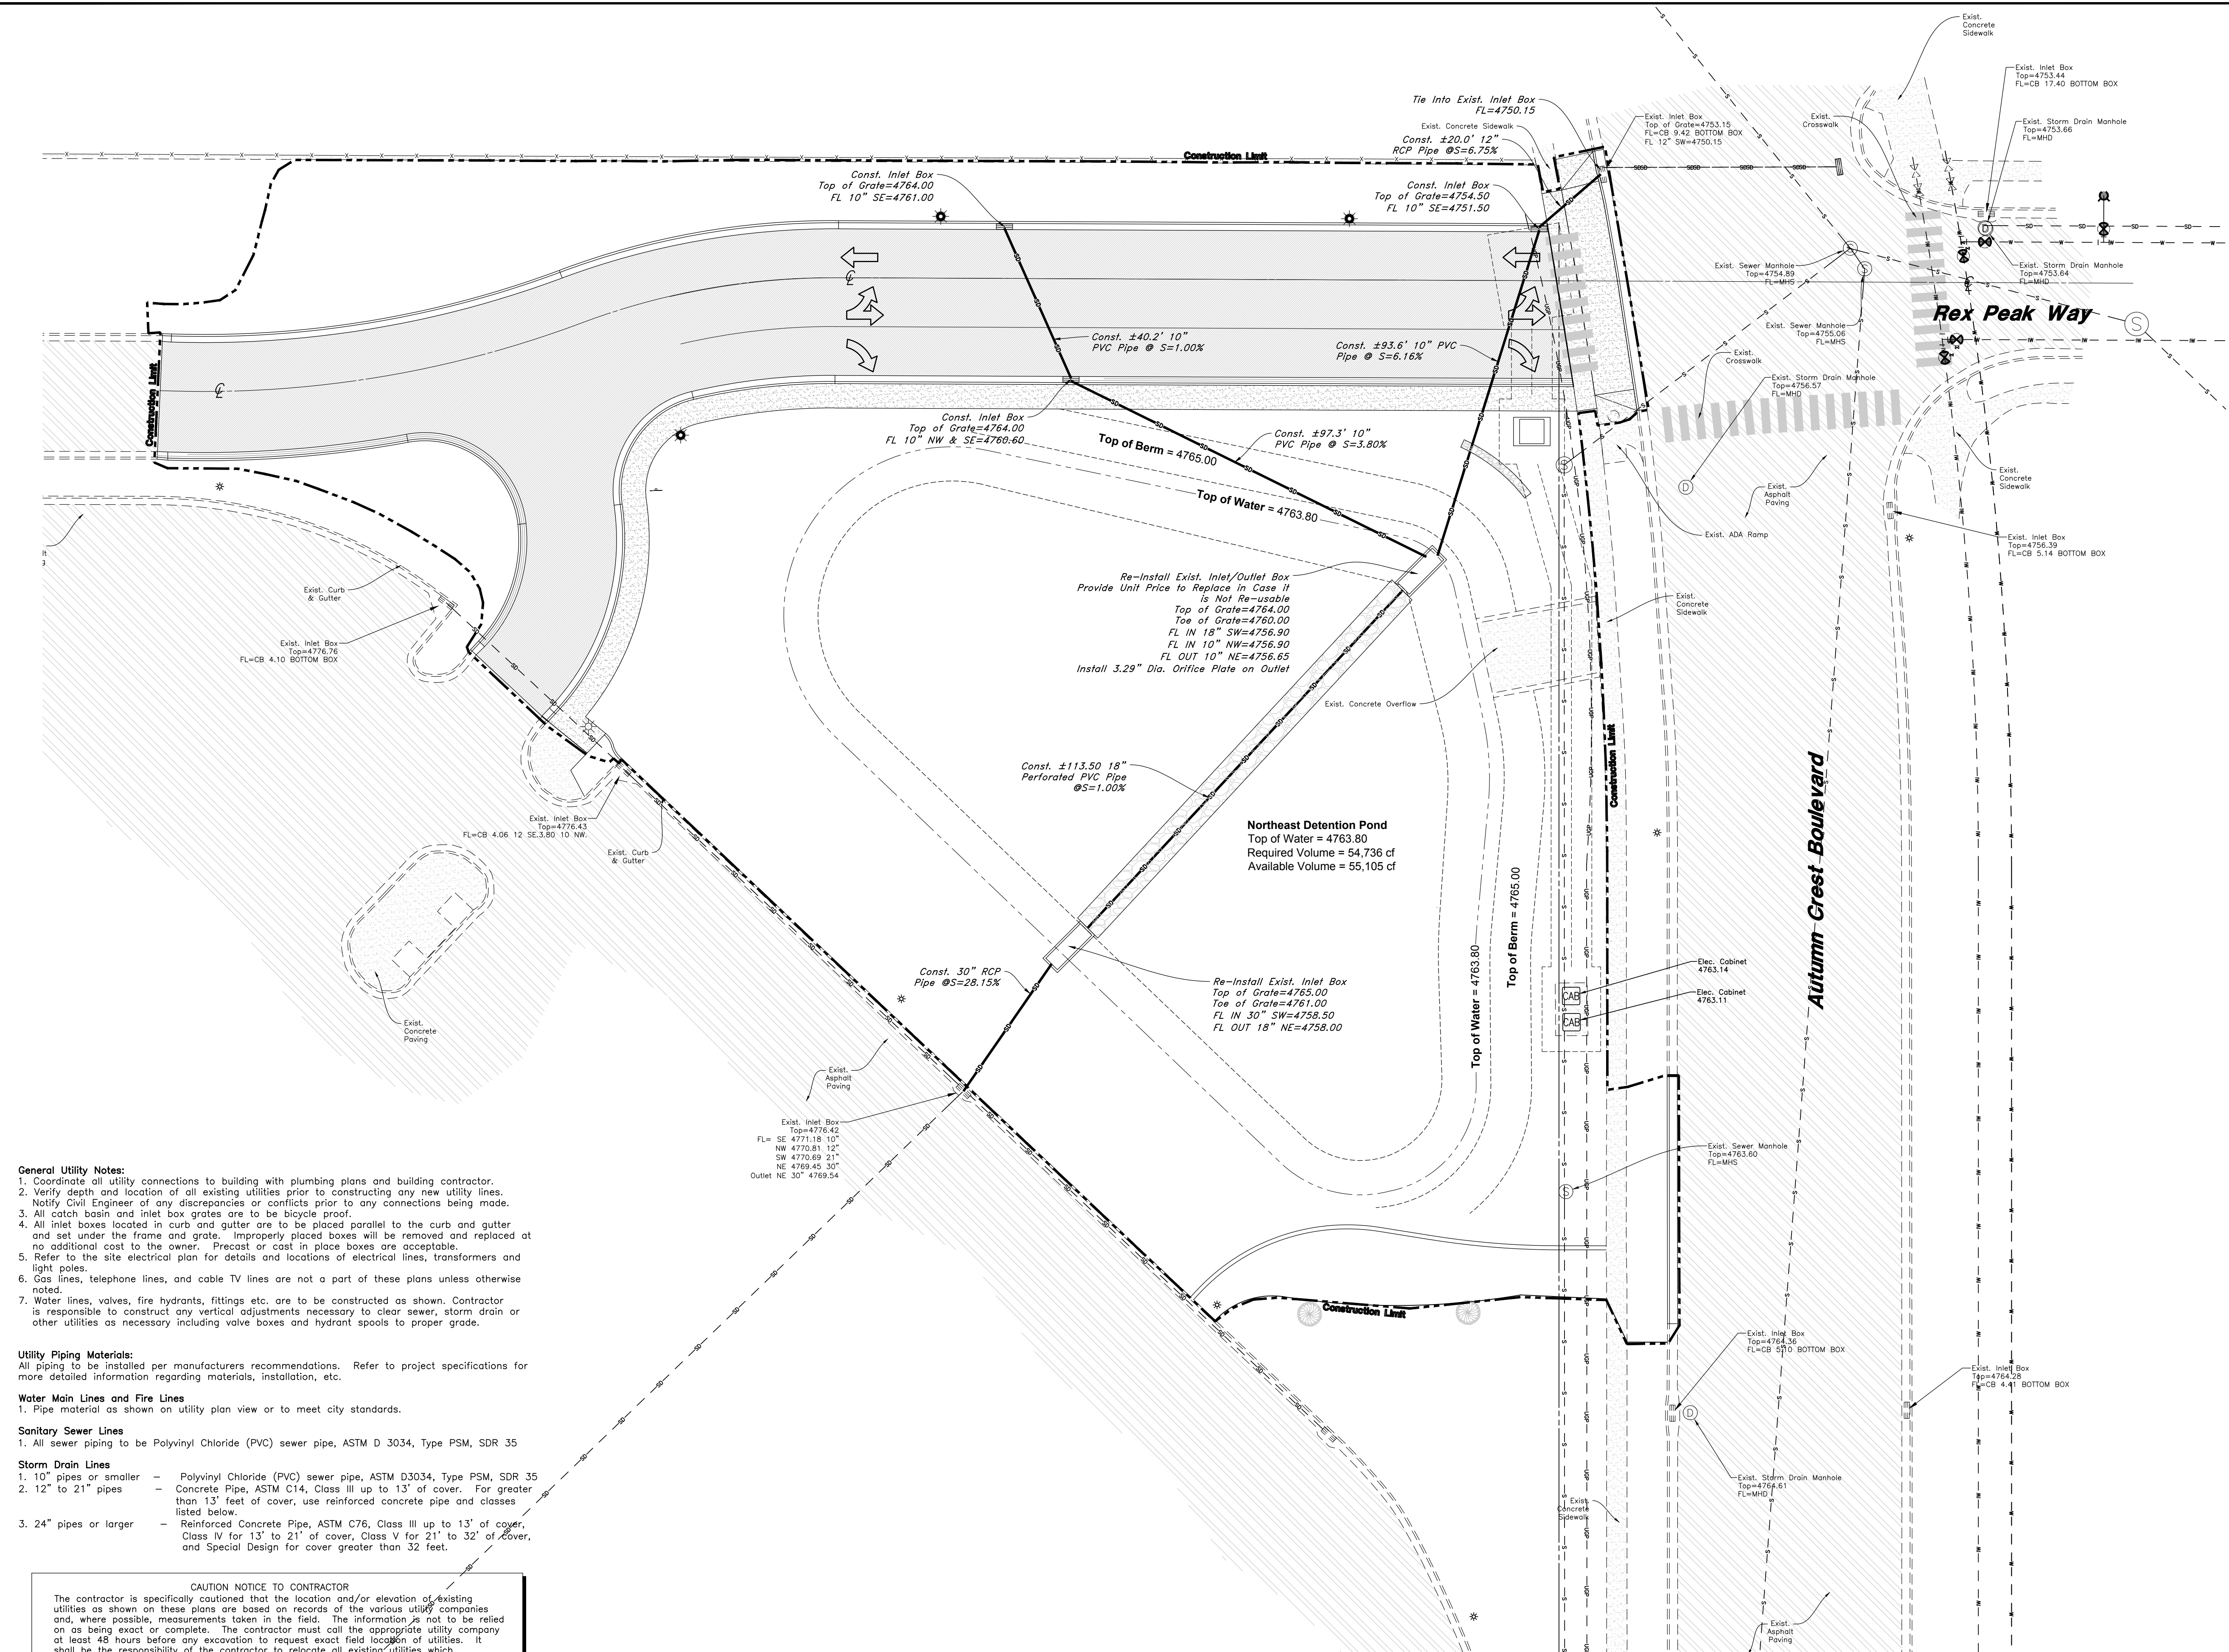 Exist.
Concrete
Sidewalk
Exist. Inlet Box
Top=4753.44
FL=CB 17.40 BOTTOM BOX
Tie Into Exist. Inlet Box
FL=4750.15
Exist. Concrete Sidewalk
Const. ±20.0' 12"
RCP Pipe @S=6.75%
Exist. Inlet Box
Top of Grate=4753.15
FL=CB 9.42 BOTTOM BOX
FL 12" SW=4750.15
Exist.
Crosswalk
Exist. Storm Drain Manhole
Top=4753.66
FL=MHD
Construction Limit
Const. Inlet Box
Top of Grate=4764.00
FL 10" SE=4761.00
Const. Inlet Box
Top of Grate=4754.50
FL 10" SE=4751.50
Exist. Sewer Manhole
Top=4754.89
FL=MHS
Exist. Storm Drain Manhole
Top=4753.64
FL=MHD
Rex Peak Way
Exist. Sewer Manhole
Top=4755.06
FL=MHS
Const. ±40.2' 10"
PVC Pipe @ S=1.00%
Const. ±93.6' 10" PVC
Pipe @ S=6.16%
Exist.
Crosswalk
Exist. Storm Drain Manhole
Top=4756.57
FL=MHD
Construction Limit
Const. Inlet Box
Top of Grate=4764.00
FL 10" NW & SE=4760.60
Top of Berm = 4765.00
Const. ±97.3' 10"
PVC Pipe @ S=3.80%
Top of Water = 4763.80
Exist.
Asphalt
Paving
Exist.
Concrete
Sidewalk
Exist. ADA Ramp
Exist. Inlet Box
Top=4756.39
FL=CB 5.14 BOTTOM BOX
Exist. Curb
& Gutter
Re-Install Exist. Inlet/Outlet Box
Provide Unit Price to Replace in Case it
is Not Re-usable
Top of Grate=4764.00
Toe of Grate=4760.00
FL IN 18" SW=4756.90
FL IN 10" NW=4756.90
FL OUT 10" NE=4756.65
Install 3.29" Dia. Orifice Plate on Outlet
Exist.
Concrete
Sidewalk
Exist. Inlet Box
Top=4776.76
FL=CB 4.10 BOTTOM BOX
Exist. Concrete Overflow
Construction Limit
Const. ±113.50 18"
Perforated PVC Pipe
@S=1.00%
Autumn Crest Boulevard
Exist. Inlet Box
Top=4776.43
FL=CB 4.06 12 SE.3.80 10 NW.
Northeast Detention Pond
Top of Water = 4763.80
Required Volume = 54,736 cf
Available Volume = 55,105 cf
Exist. Curb
& Gutter
Top of Berm = 4765.00
Top of Water = 4763.80
Const. 30" RCP
Pipe @S=28.15%
Re-Install Exist. Inlet Box
Top of Grate=4765.00
Toe of Grate=4761.00
FL IN 30" SW=4758.50
FL OUT 18" NE=4758.00
Elec. Cabinet
4763.14
Elec. Cabinet
4763.11
CAB
CAB
Exist.
Concrete
Paving
Exist.
Asphalt
Paving
Exist. Inlet Box
Top=4776.42
FL= SE 4771.18 10"
NW 4770.81 12"
SW 4770.69 21"
NE 4769.45 30"
Outlet NE 30" 4769.54
Exist. Sewer Manhole
Top=4763.60
FL=MHS
Construction Limit
Exist. Inlet Box
Top=4764.36
FL=CB 5.10 BOTTOM BOX
Exist. Inlet Box
Top=4764.28
FL=CB 4.41 BOTTOM BOX
Exist. Storm Drain Manhole
Top=4764.61
FL=MHD
Exist.
Concrete
Sidewalk
Exist.
Asphalt
Paving
General Utility Notes:
1. Coordinate all utility connections to building with plumbing plans and building contractor.
2. Verify depth and location of all existing utilities prior to constructing any new utility lines.
Notify Civil Engineer of any discrepancies or conflicts prior to any connections being made.
3. All catch basin and inlet box grates are to be bicycle proof.
4. All inlet boxes located in curb and gutter are to be placed parallel to the curb and gutter
and set under the frame and grate. Improperly placed boxes will be removed and replaced at
no additional cost to the owner. Precast or cast in place boxes are acceptable.
5. Refer to the site electrical plan for details and locations of electrical lines, transformers and
light poles.
6. Gas lines, telephone lines, and cable TV lines are not a part of these plans unless otherwise
noted.
7. Water lines, valves, fire hydrants, fittings etc. are to be constructed as shown. Contractor
is responsible to construct any vertical adjustments necessary to clear sewer, storm drain or
other utilities as necessary including valve boxes and hydrant spools to proper grade.
Utility Piping Materials:
All piping to be installed per manufacturers recommendations. Refer to project specifications for
more detailed information regarding materials, installation, etc.
Water Main Lines and Fire Lines
1. Pipe material as shown on utility plan view or to meet city standards.
Sanitary Sewer Lines
1. All sewer piping to be Polyvinyl Chloride (PVC) sewer pipe, ASTM D 3034, Type PSM, SDR 35
Storm Drain Lines
1. 10" pipes or smaller – Polyvinyl Chloride (PVC) sewer pipe, ASTM D3034, Type PSM, SDR 35
2. 12" to 21" pipes – Concrete Pipe, ASTM C14, Class III up to 13' of cover. For greater
than 13' feet of cover, use reinforced concrete pipe and classes
listed below.
3. 24" pipes or larger – Reinforced Concrete Pipe, ASTM C76, Class III up to 13' of cover,
Class IV for 13' to 21' of cover, Class V for 21' to 32' of cover,
and Special Design for cover greater than 32 feet.
CAUTION NOTICE TO CONTRACTOR
The contractor is specifically cautioned that the location and/or elevation of existing
utilities as shown on these plans are based on records of the various utility companies
and, where possible, measurements taken in the field. The information is not to be relied
on as being exact or complete. The contractor must call the appropriate utility company
at least 48 hours before any excavation to request exact field location of utilities. It
shall be the responsibility of the contractor to relocate all existing utilities which